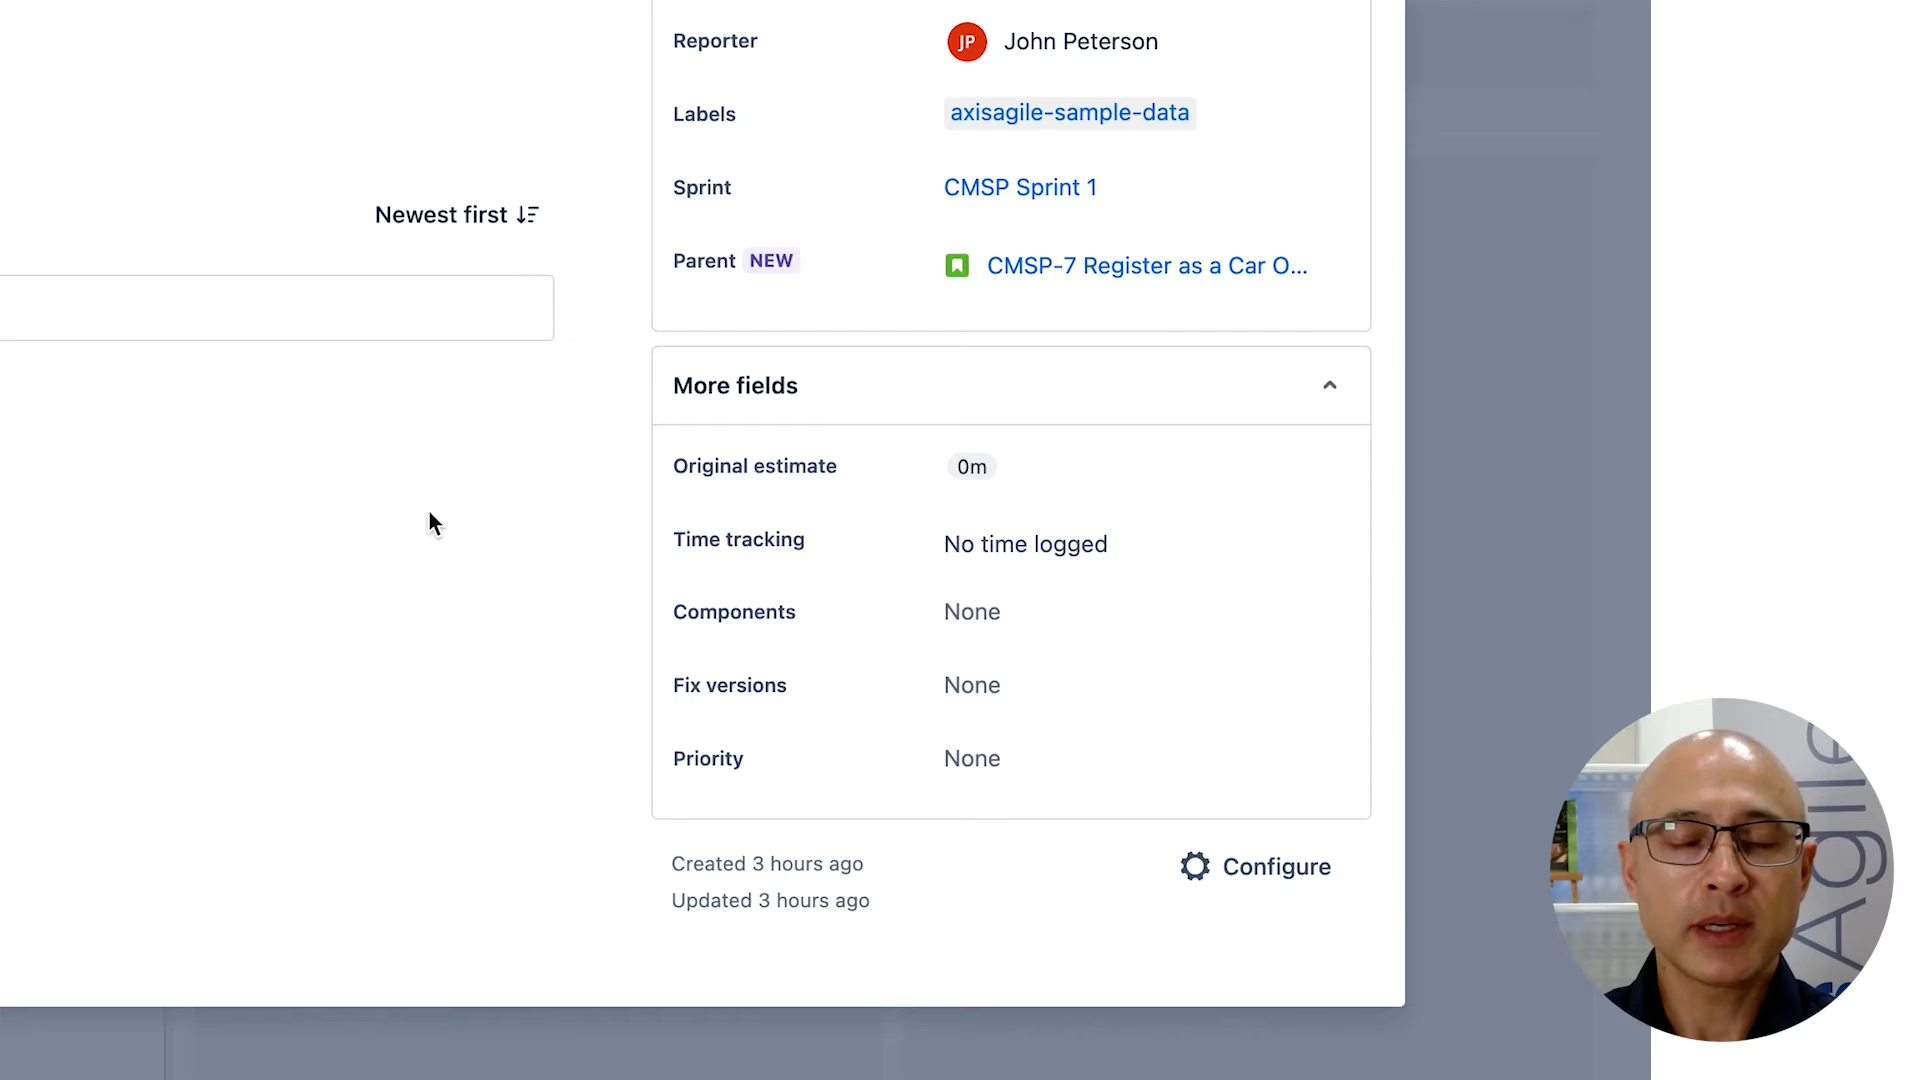 Reporter
JP John Peterson
Labels
axisagile-sample-data
Sprint
CMSP Sprint 1
Newest first
Parent NEW
CMSP-7 Register as a Car O...
More fields
Original estimate
0m
Time tracking
No time logged
Components
None
Fix versions
None
Priority
None
Created 3 hours ago
Configure
Updated 3 hours ago
Agile